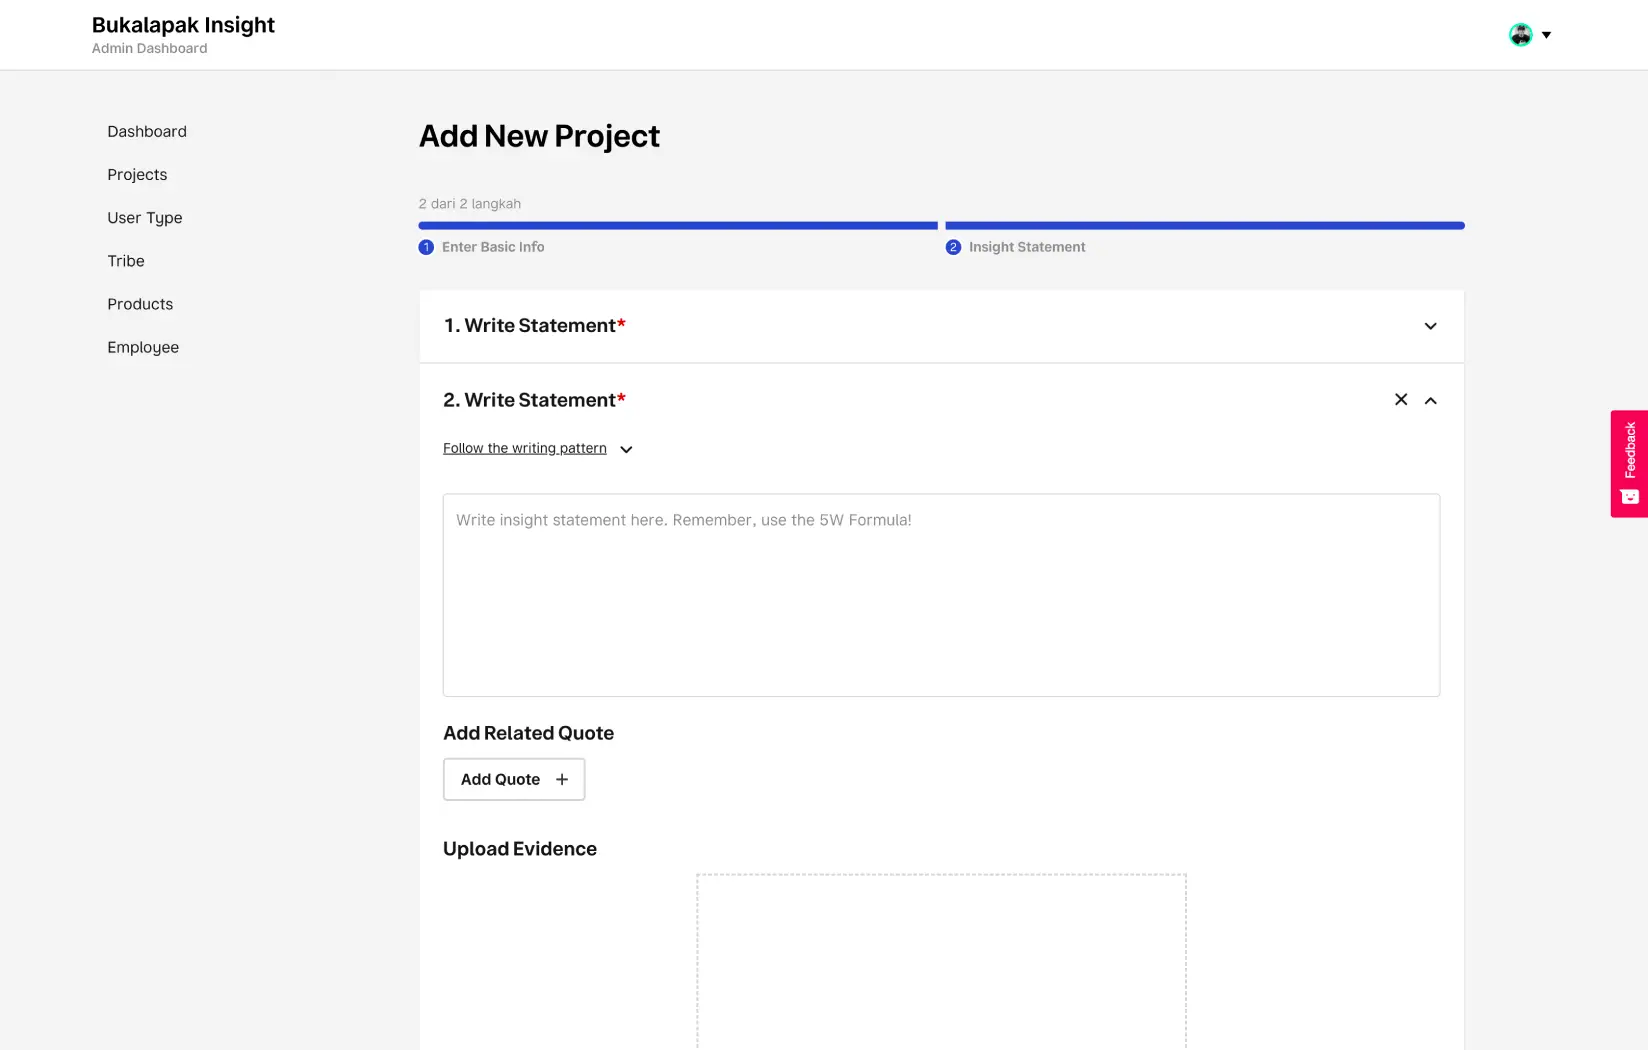 Bukalapak Insight
Admin Dashboard
Dashboard
Projects
User Type
Tribe
Products
Employee
Add New Project
2 dari 2 langkah
1 Enter Basic Info
2 Insight Statement
1. Write Statement*
2. Write Statement*
Follow the writing pattern
Write insight statement here. Remember, use the 5W Formula!
Add Related Quote
Add Quote +
Upload Evidence
Feedback